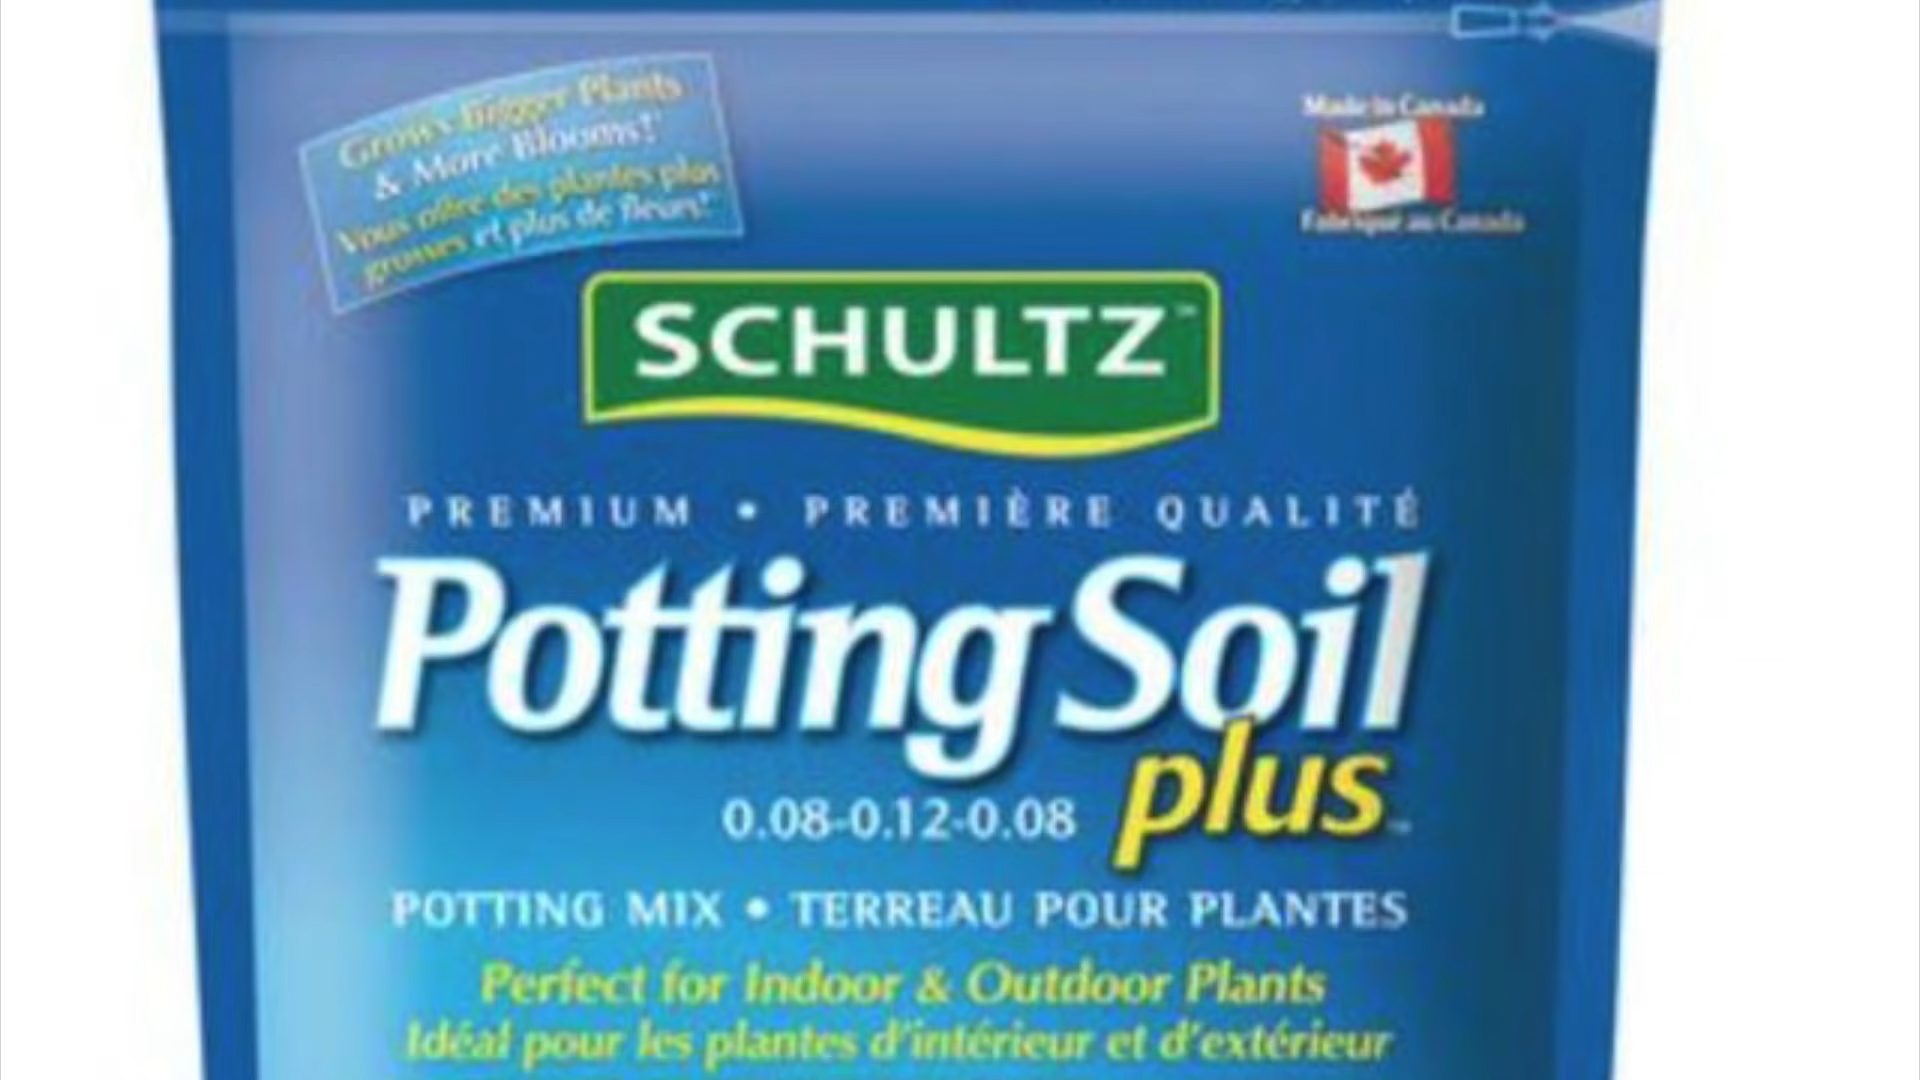 Grows Bigger Plants
& More Blooms!
Vous offre des plantes plus
grosses et plus de fleurs!
Made in Canada
Fabriqué au Canada
SCHULTZ™
PREMIUM • PREMIÈRE QUALITÉ
Potting Soil
plus™
0.08-0.12-0.08
POTTING MIX • TERREAU POUR PLANTES
Perfect for Indoor & Outdoor Plants
Idéal pour les plantes d'intérieur et d'extérieur